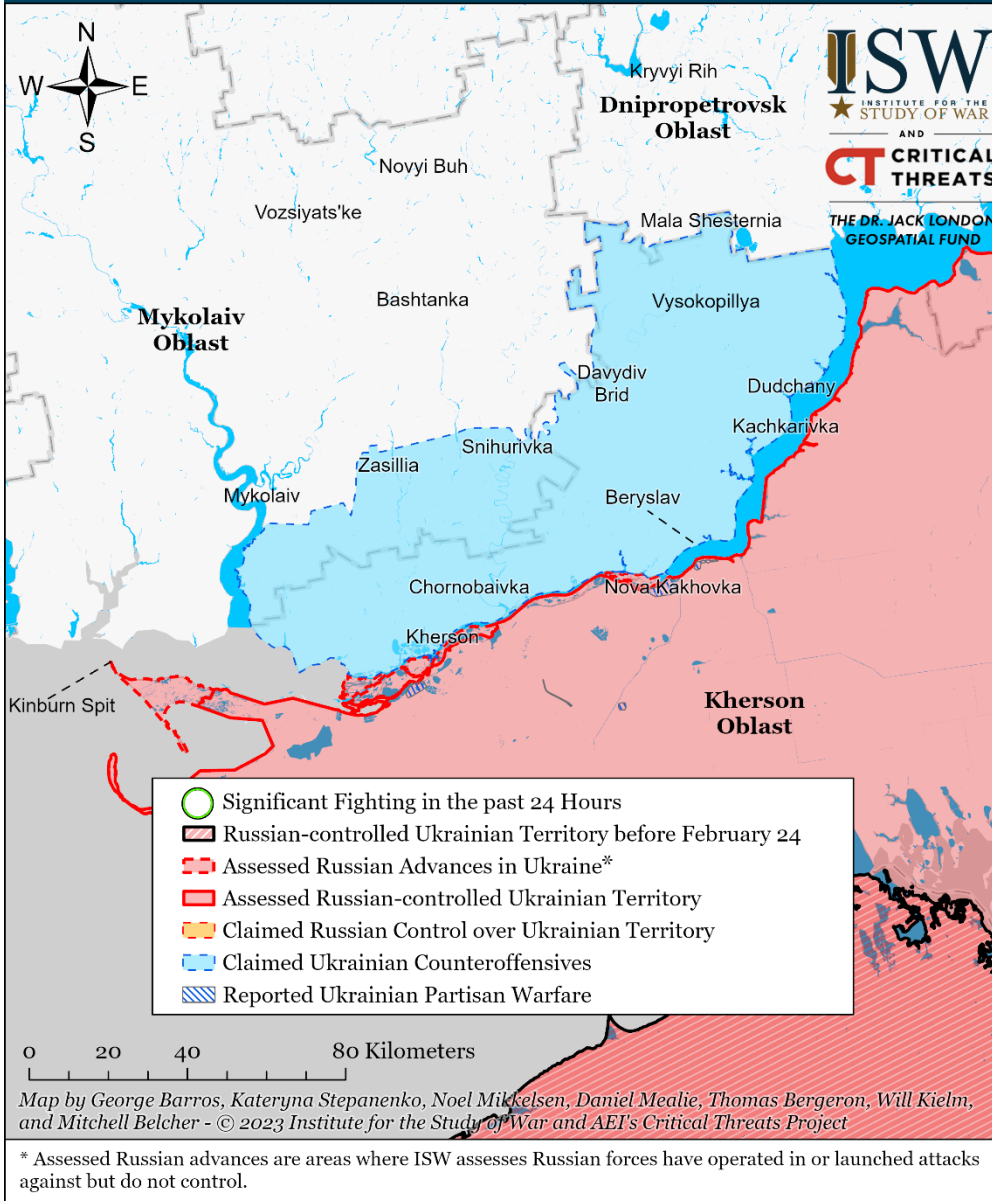 N
W
E
S
ISW
INSTITUTE FOR THE
STUDY OF WAR
AND
CT CRITICAL
THREATS
THE DR. JACK LONDON
GEOSPATIAL FUND
Kryvyi Rih
Dnipropetrovsk
Oblast
Novyi Buh
Vozsiyats'ke
Mala Shesternia
Bashtanka
Vysokopillya
Mykolaiv
Oblast
Davydiv
Brid
Dudchany
Kachkarivka
Snihurivka
Zasillia
Mykolaiv
Beryslav
Chornobaivka
Nova Kakhovka
Kherson
Kinburn Spit
Kherson
Oblast
Significant Fighting in the past 24 Hours
Russian-controlled Ukrainian Territory before February 24
Assessed Russian Advances in Ukraine*
Assessed Russian-controlled Ukrainian Territory
Claimed Russian Control over Ukrainian Territory
Claimed Ukrainian Counteroffensives
Reported Ukrainian Partisan Warfare
0 20 40 80 Kilometers
Map by George Barros, Kateryna Stepanenko, Noel Mikkelsen, Daniel Mealie, Thomas Bergeron, Will Kielm,
and Mitchell Belcher - © 2023 Institute for the Study of War and AEI's Critical Threats Project
* Assessed Russian advances are areas where ISW assesses Russian forces have operated in or launched attacks
against but do not control.